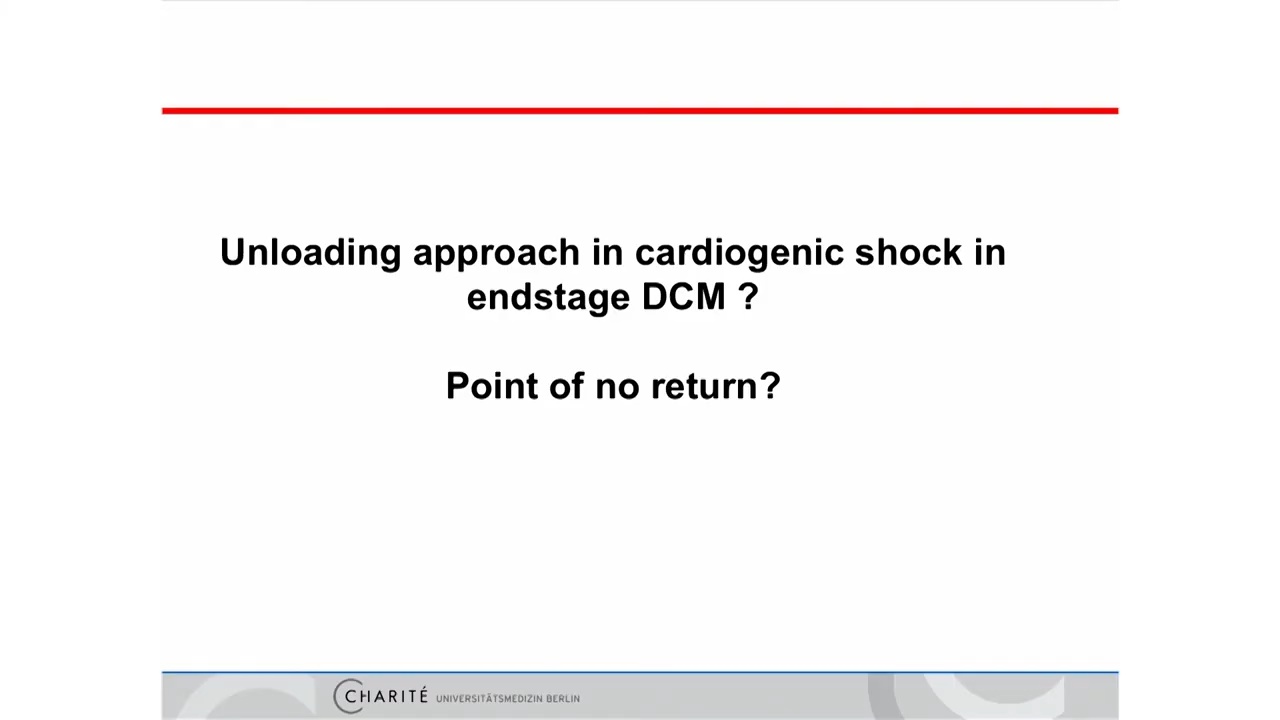 Unloading approach in cardiogenic shock in
endstage DCM ?
Point of no return?
CHARITÉ UNIVERSITÄTSMEDIZIN BERLIN